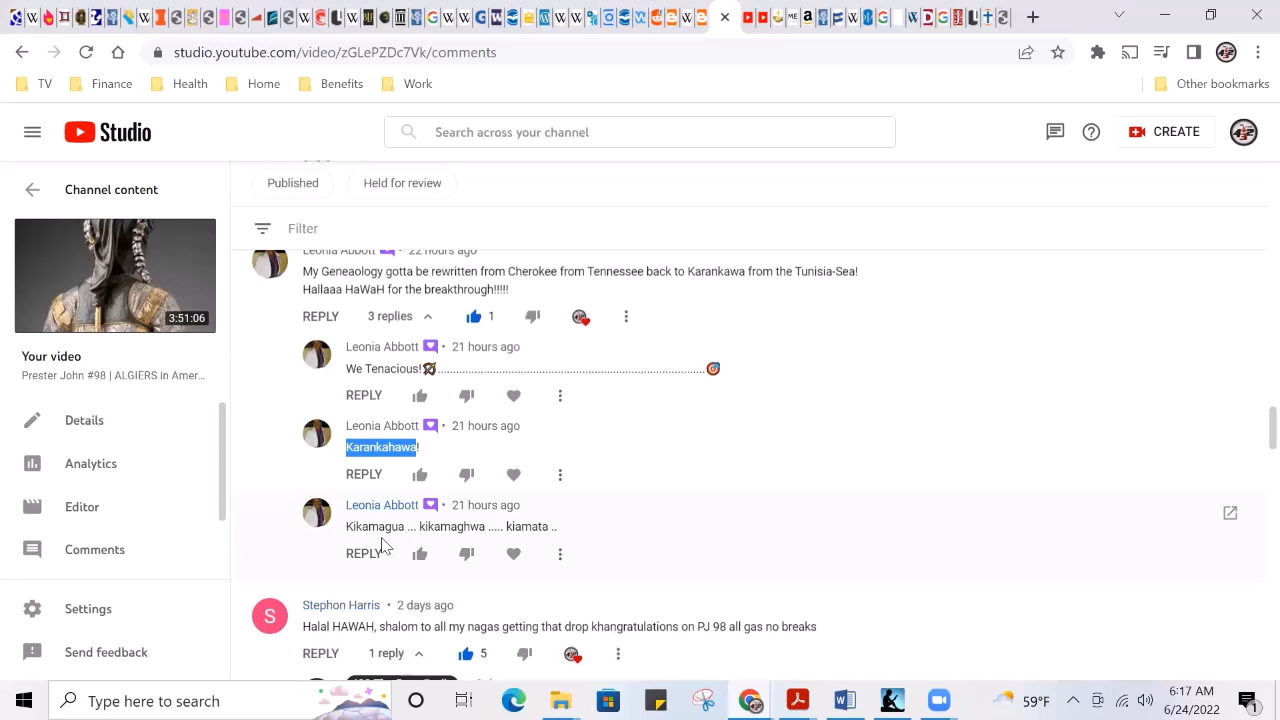 studio.youtube.com/video/zGLePZDc7Vk/comments
TV Finance Health Home Benefits Work Other bookmarks
Studio
Search across your channel
CREATE
Channel content
3:51:06
Your video
Prester John #98 | ALGIERS in Amer...
Details
Analytics
Editor
Comments
Settings
Send feedback
Published Held for review
Filter
Leonia Abbott • 22 hours ago
My Geneaology gotta be rewritten from Cherokee from Tennessee back to Karankawa from the Tunisia-Sea!
Hallaaa HaWaH for the breakthrough!!!!!
REPLY 3 replies 1
Leonia Abbott • 21 hours ago
We Tenacious!🏹..........................................................................................🎯
REPLY
Leonia Abbott • 21 hours ago
Karankahawa!
REPLY
Leonia Abbott • 21 hours ago
Kikamagua ... kikamaghwa ..... kiamata ..
REPLY
Stephon Harris • 2 days ago
S
Halal HAWAH, shalom to all my nagas getting that drop khangratulations on PJ 98 all gas no breaks
REPLY 1 reply 5
Type here to search
59°F
6:17 AM
6/24/2022
1